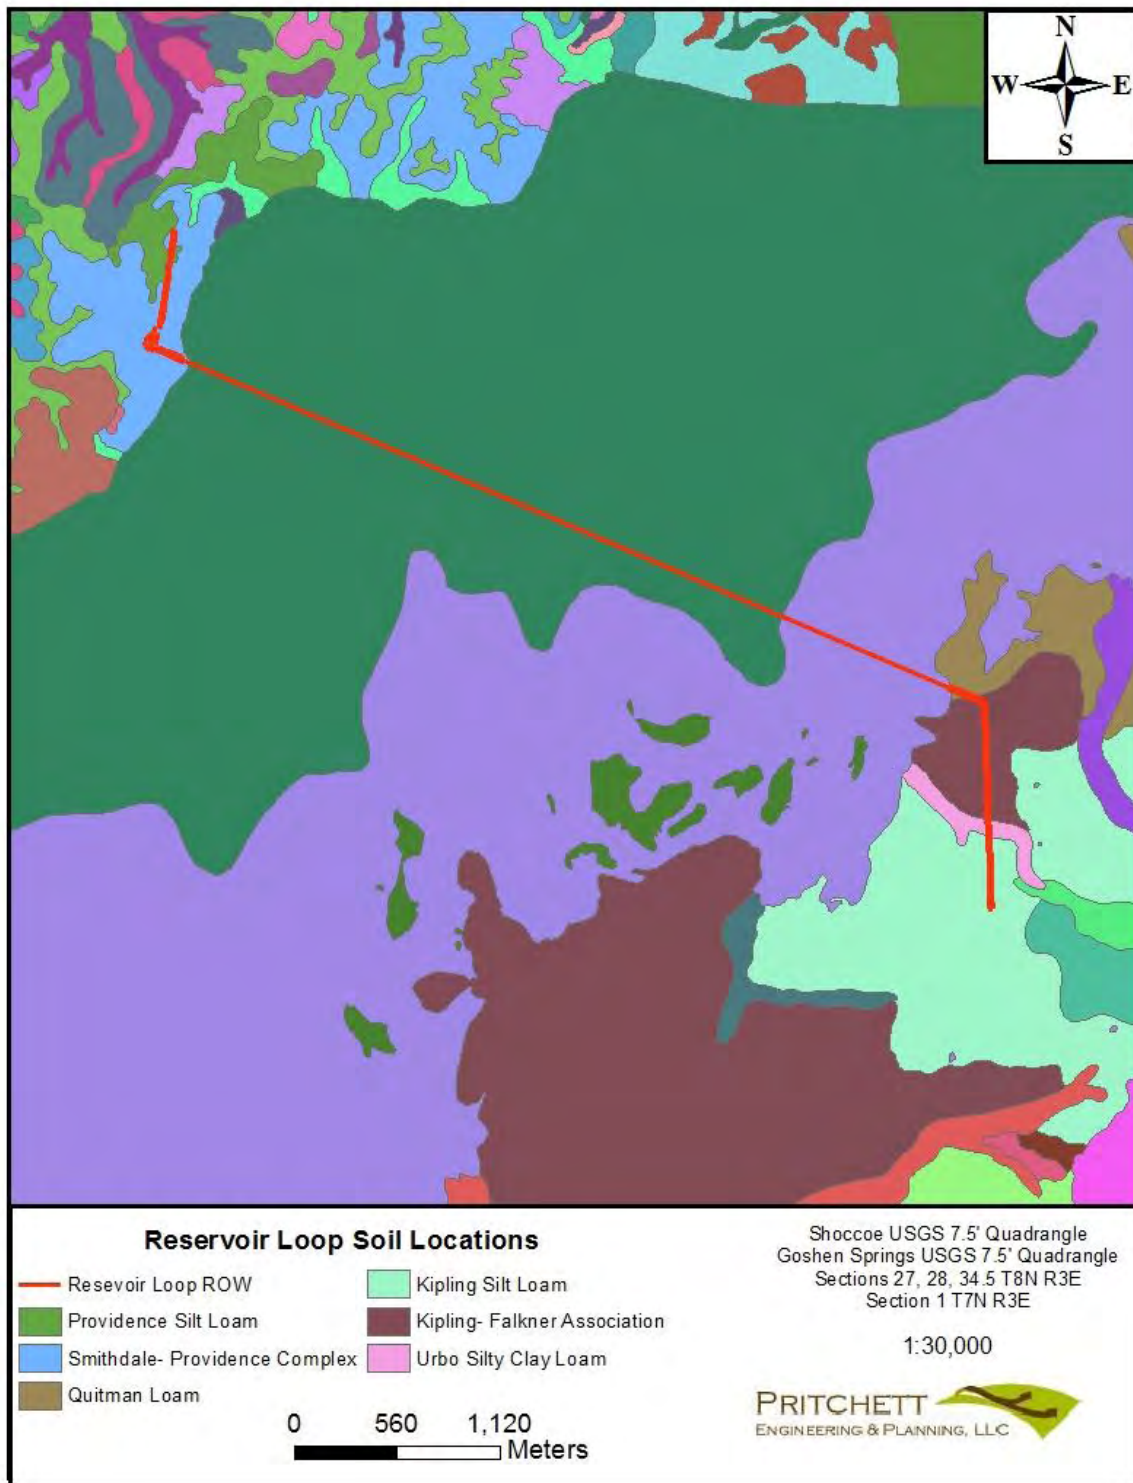 N
W E
S
Reservoir Loop Soil Locations
Resevoir Loop ROW
Providence Silt Loam
Smithdale- Providence Complex
Quitman Loam
Kipling Silt Loam
Kipling- Falkner Association
Urbo Silty Clay Loam
0 560 1,120
Meters
Shoccoe USGS 7.5' Quadrangle
Goshen Springs USGS 7.5' Quadrangle
Sections 27, 28, 34.5 T8N R3E
Section 1 T7N R3E
1:30,000
PRITCHETT
ENGINEERING & PLANNING, LLC